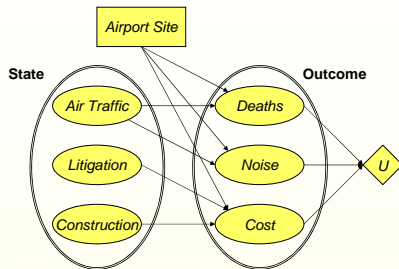 Airport Site
State
Outcome
Air Traffic
Deaths
Litigation
Noise
U
Construction
Cost